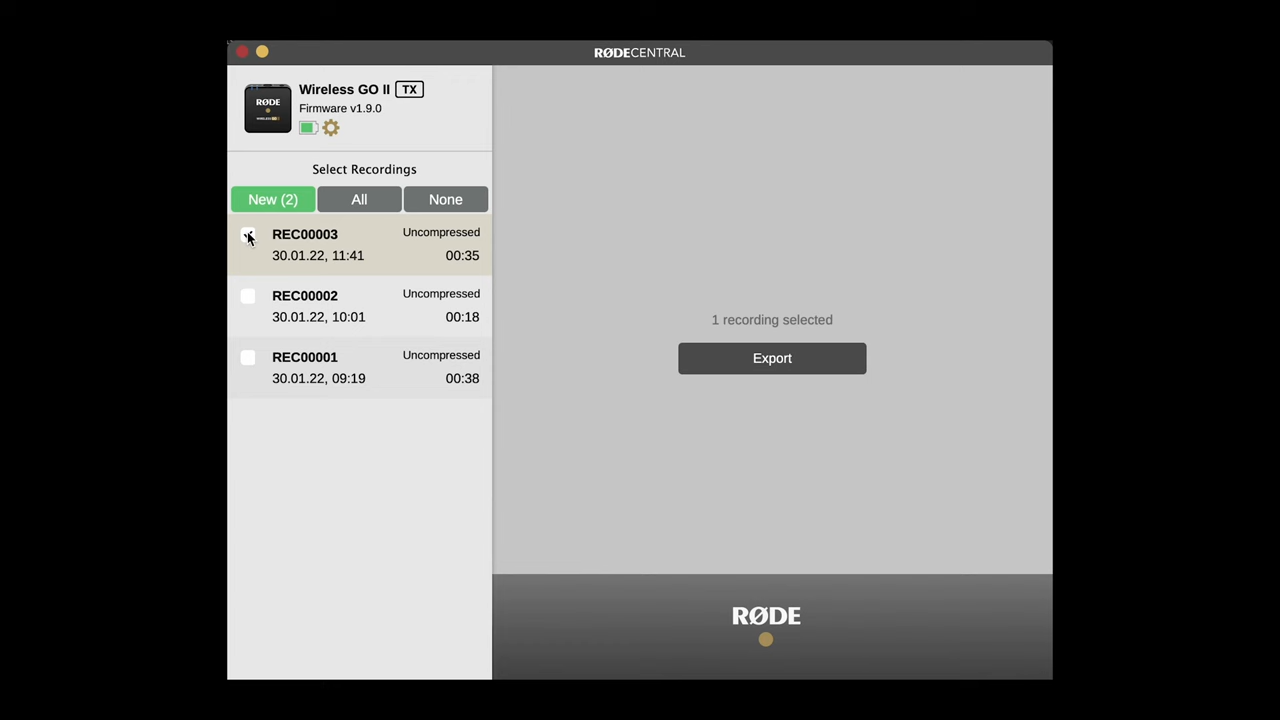 RØDECENTRAL
RØDE
Wireless GO II TX
Firmware v1.9.0
Select Recordings
New (2) All None
REC00003 Uncompressed
30.01.22, 11:41 00:35
REC00002 Uncompressed
30.01.22, 10:01 00:18
REC00001 Uncompressed
30.01.22, 09:19 00:38
1 recording selected
Export
RØDE